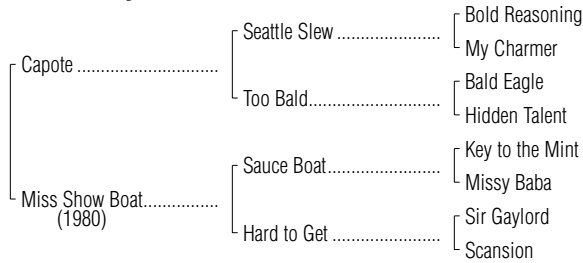 Bold Reasoning
Seattle Slew ......................
My Charmer
Capote ............................
Bald Eagle
Too Bald............................
Hidden Talent
Key to the Mint
Sauce Boat........................
Missy Baba
Miss Show Boat...............
(1980)
Sir Gaylord
Hard to Get ......................
Scansion